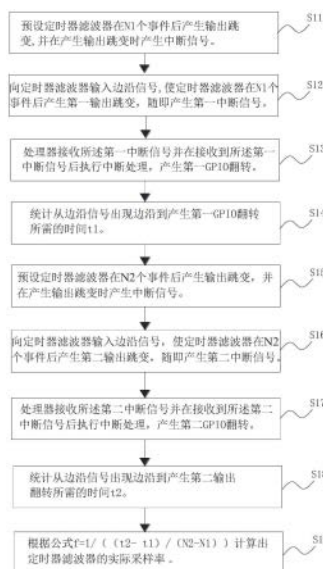 预设定时器滤波器在N1个事件后产生输出跳
变,并在产生输出跳变时产生中断信号。
S11
向定时器滤波器输入边沿信号,使定时器滤波器在N1个
事件后产生第一输出跳变,随即产生第一中断信号。
S12
处理器接收所述第一中断信号并在接收到所述第一
中断信号后执行中断处理,产生第一GPIO翻转。
S13
统计从边沿信号出现边沿到产生第一GPIO翻转
所需的时间t1。
S14
预设定时器滤波器在N2个事件后产生输出跳变，并
在产生输出跳变时产生中断信号。
S15
向定时器滤波器输入边沿信号，使定时器滤波器在N2
个事件后产生第二输出跳变，随即产生第二中断信号。
S16
处理器接收所述第二中断信号并在接收到所述第二
中断信号后执行中断处理，产生第二GPIO翻转。
S17
统计从边沿信号出现边沿到产生第二输出
翻转所需的时间t2。
S18
根据公式f=1/((t2-t1)/(N2-N1))计算出
定时器滤波器的实际采样率。
S1